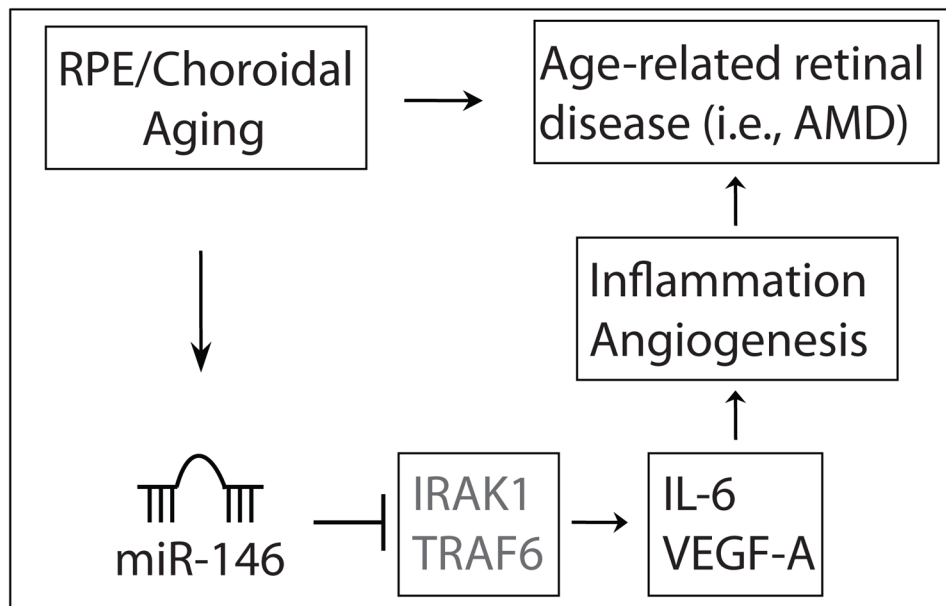 RPE/Choroidal
Aging
Age-related retinal
disease (i.e., AMD)
Inflammation
Angiogenesis
miR-146
IRAK1
TRAF6
IL-6
VEGF-A